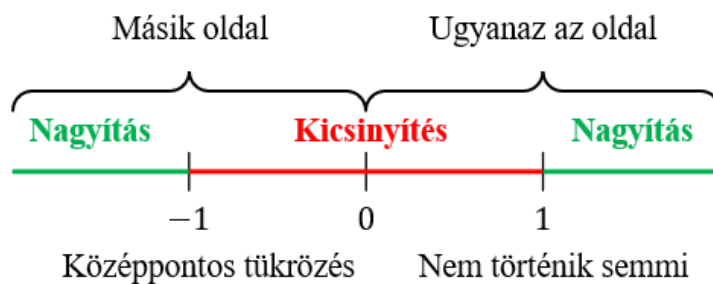 Másik oldal Ugyanaz az oldal
Nagyítás Kicsinyítés Nagyítás
−1 0 1
Középpontos tükrözés Nem történik semmi